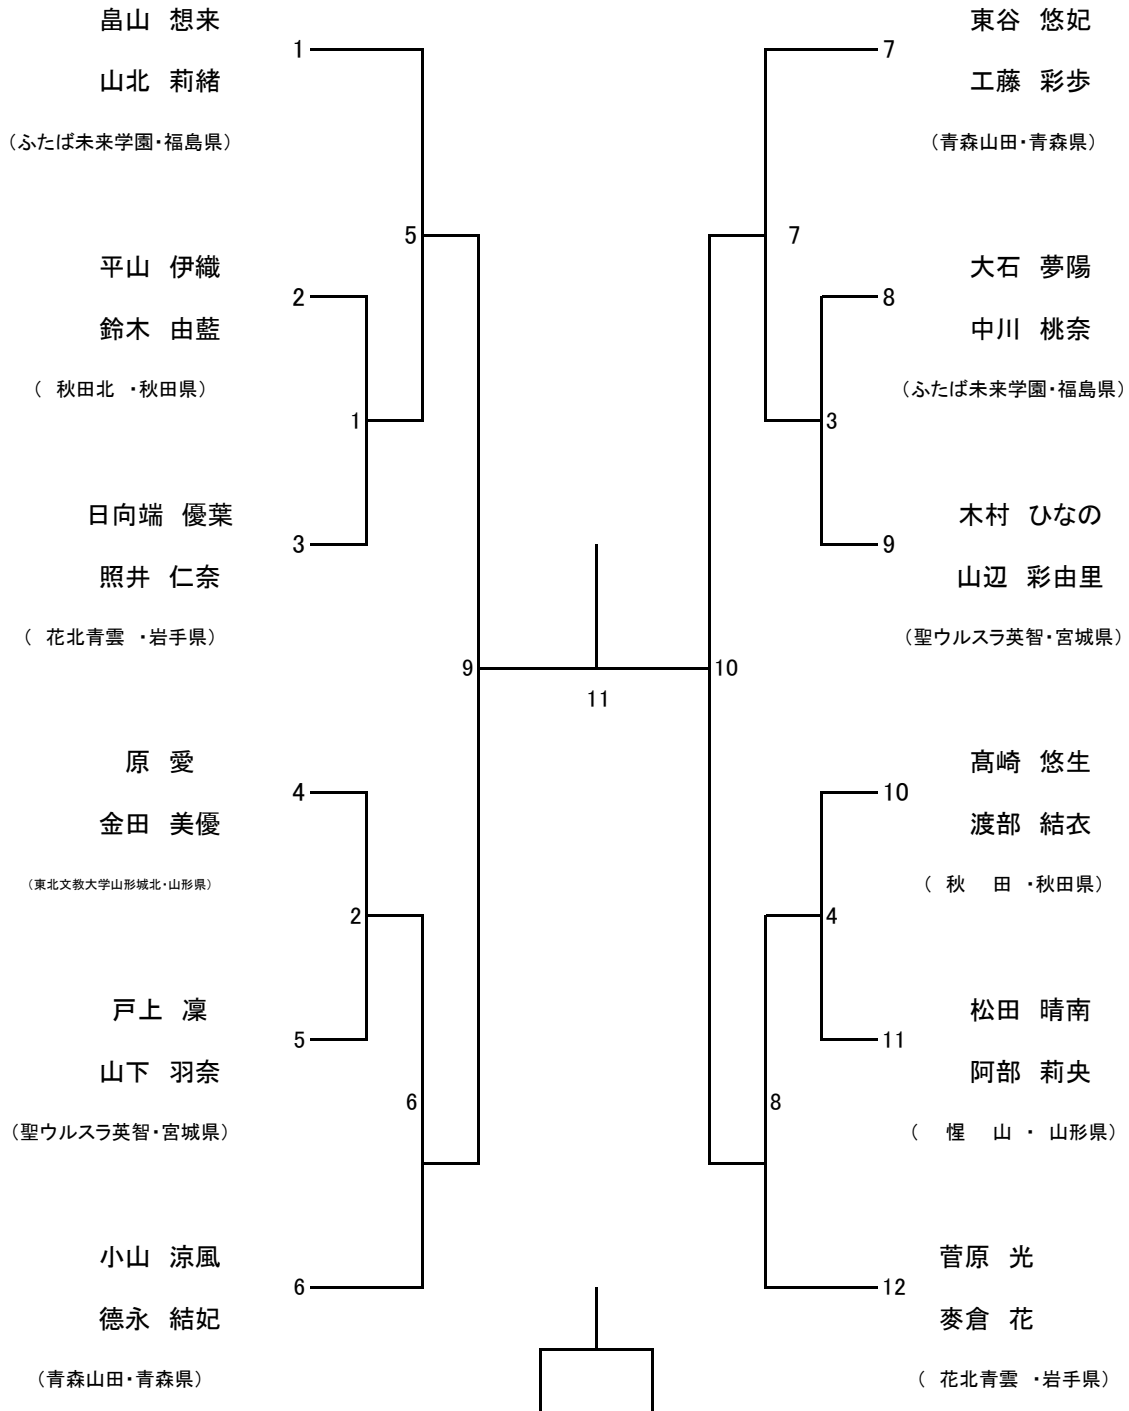 畠山　想来
1
山北　莉緒
（ふたば未来学園・福島県）
5
平山　伊織
2
鈴木　由藍
（　秋田北　・秋田県）
1
日向端　優葉
3
照井　仁奈
（　花北青雲　・岩手県）
9
原　愛
4
金田　美優
（東北文教大学山形城北・山形県）
2
戸上　凜
5
山下　羽奈
6
（聖ウルスラ英智・宮城県）
小山　涼風
6
德永　結妃
（青森山田・青森県）
11
東谷　悠妃
7
工藤　彩歩
（青森山田・青森県）
7
大石　夢陽
8
中川　桃奈
（ふたば未来学園・福島県）
3
木村　ひなの
9
山辺　彩由里
（聖ウルスラ英智・宮城県）
10
髙崎　悠生
10
渡部　結衣
（　秋　　田　・秋田県）
4
松田　晴南
11
阿部　莉央
8
（　　惺　　山　・　山形県）
菅原　光
12
麥倉　花
（　花北青雲　・岩手県）